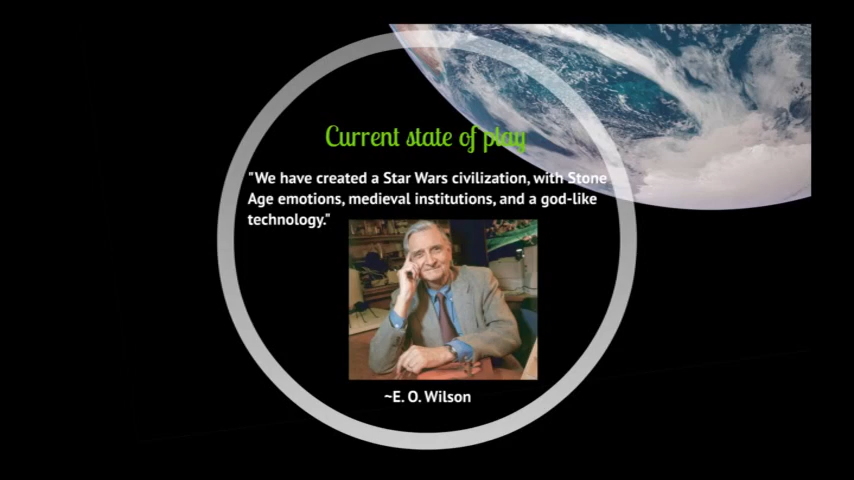 Current state of play
"We have created a Star Wars civilization, with Stone
Age emotions, medieval institutions, and a god-like
technology."
~E. O. Wilson